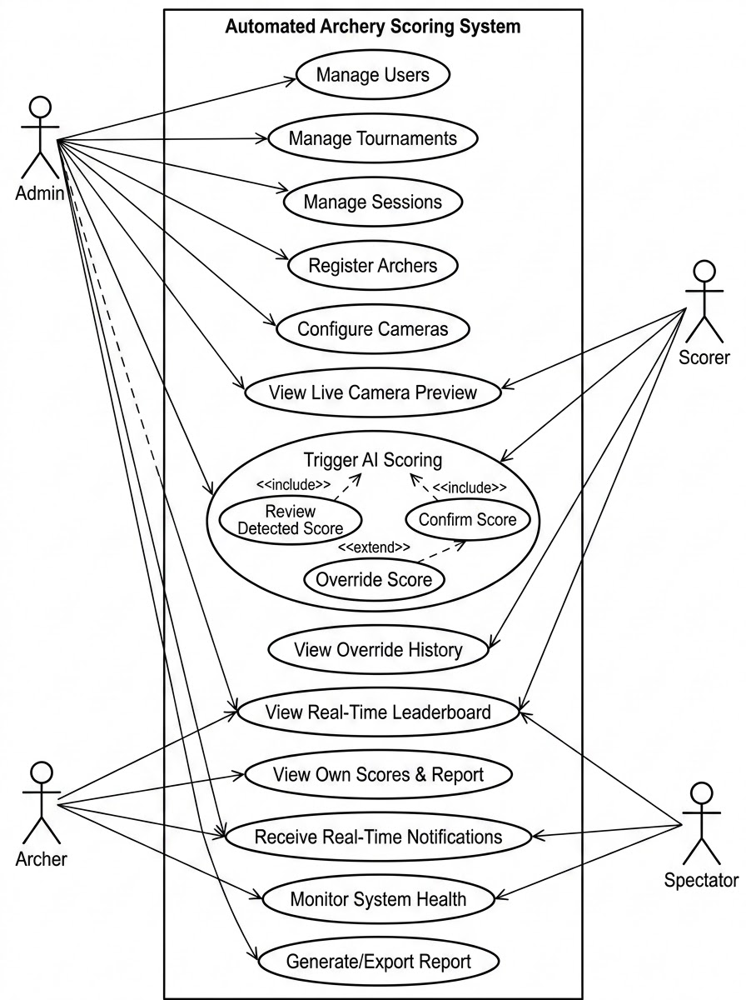 Automated Archery Scoring System
Manage Users
Manage Tournaments
Admin
Manage Sessions
Register Archers
Configure Cameras
Scorer
View Live Camera Preview
Trigger AI Scoring
<<include>>
<<include>>
Review
Detected Score
Confirm Score
<<extend>>
Override Score
View Override History
View Real-Time Leaderboard
View Own Scores & Report
Receive Real-Time Notifications
Archer
Spectator
Monitor System Health
Generate/Export Report